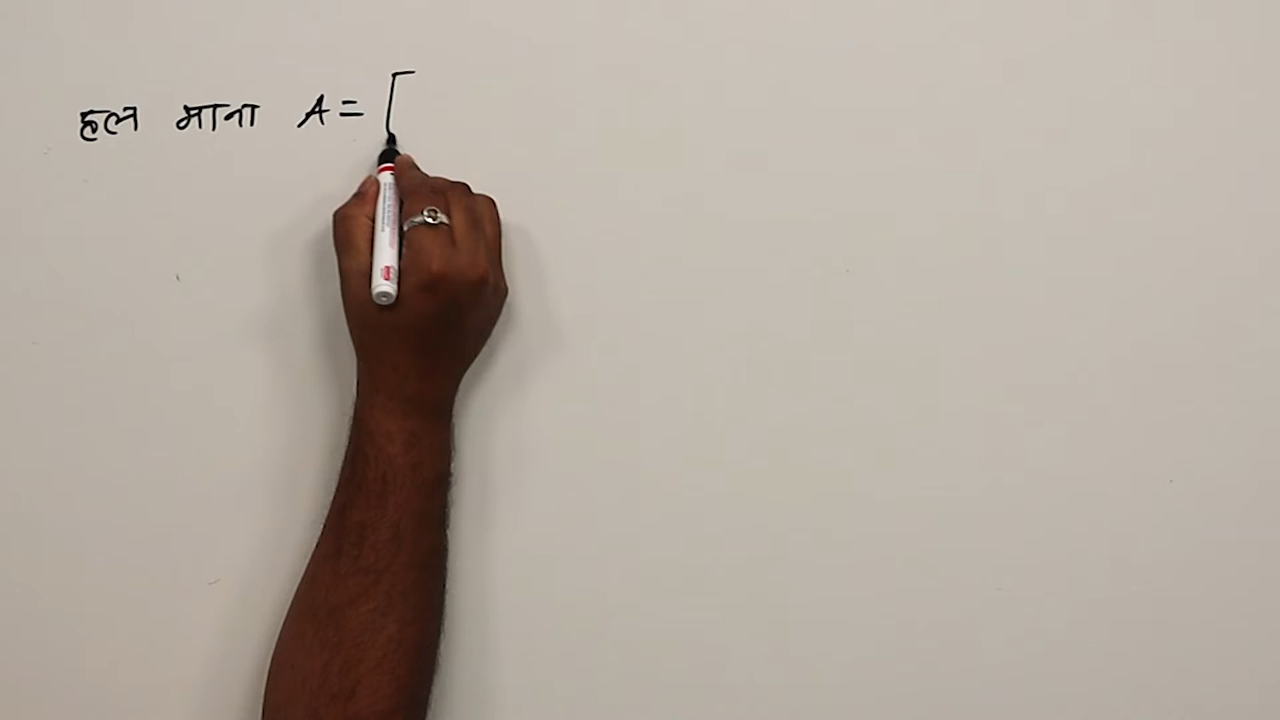 हल माना A = [